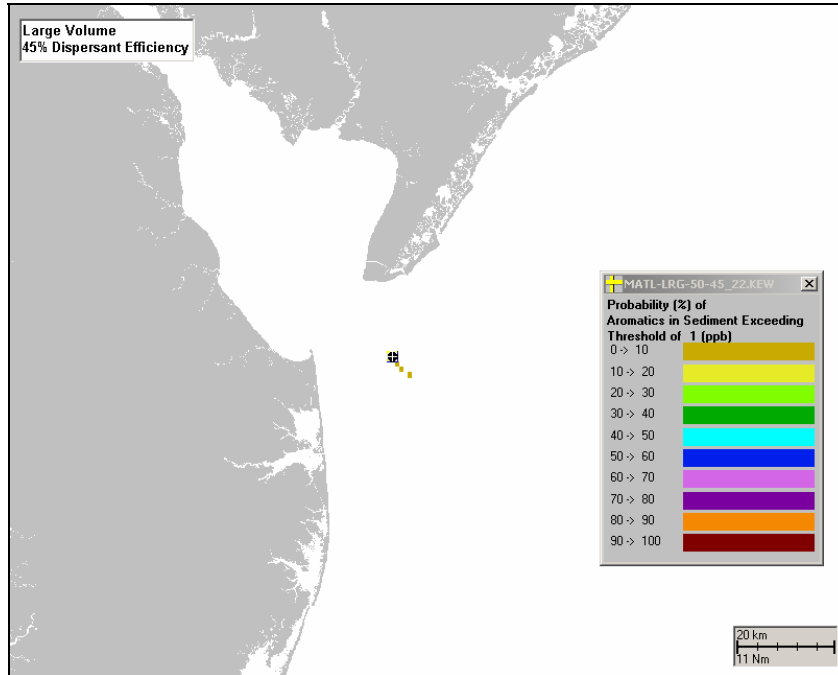 Large Volume
45% Dispersant Efficiency
MATL-LRG-50-45_22.KEW
Probability (%) of
Aromatics in Sediment Exceeding
Threshold of 1 (ppb)
0 -> 10
10 -> 20
20 -> 30
30 -> 40
40 -> 50
50 -> 60
60 -> 70
70 -> 80
80 -> 90
90 -> 100
20 km
11 Nm